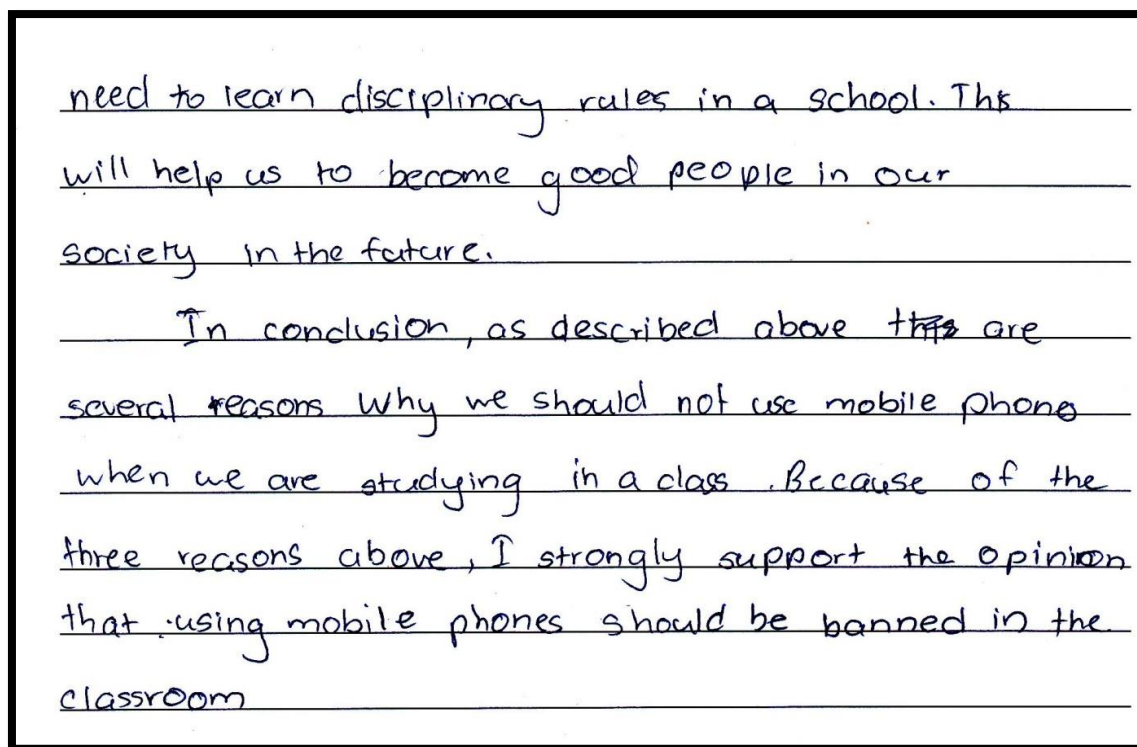 need to learn disciplinary rules in a school. This
will help us to become good people in our
society in the future.
In conclusion, as described above are
several reasons Why we should not use mobile phone
when we are studying in a class. Because of the
three reasons above, I strongly support the opinion
that using mobile phones should be banned in the
classroom